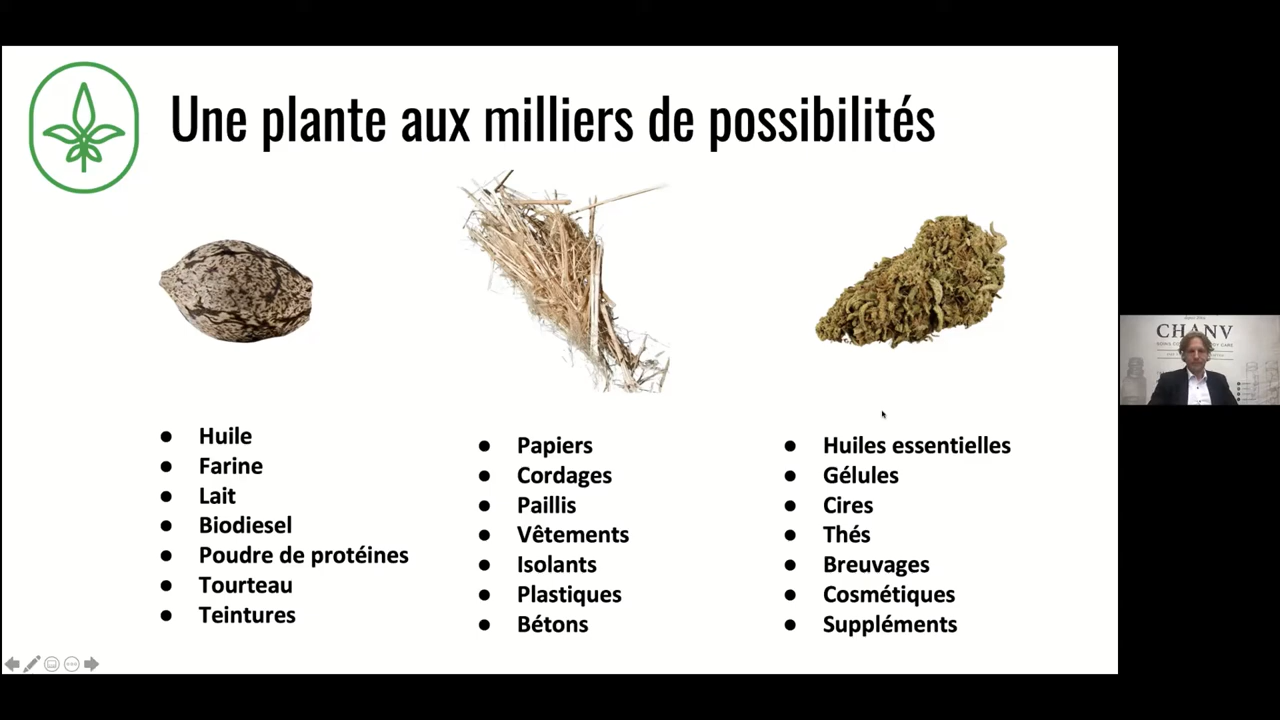 Une plante aux milliers de possibilités
Huile
Farine
Lait
Biodiesel
Poudre de protéines
Tourteau
Teintures
Papiers
Cordages
Paillis
Vêtements
Isolants
Plastiques
Bétons
Huiles essentielles
Gélules
Cires
Thés
Breuvages
Cosmétiques
Suppléments
CHANV